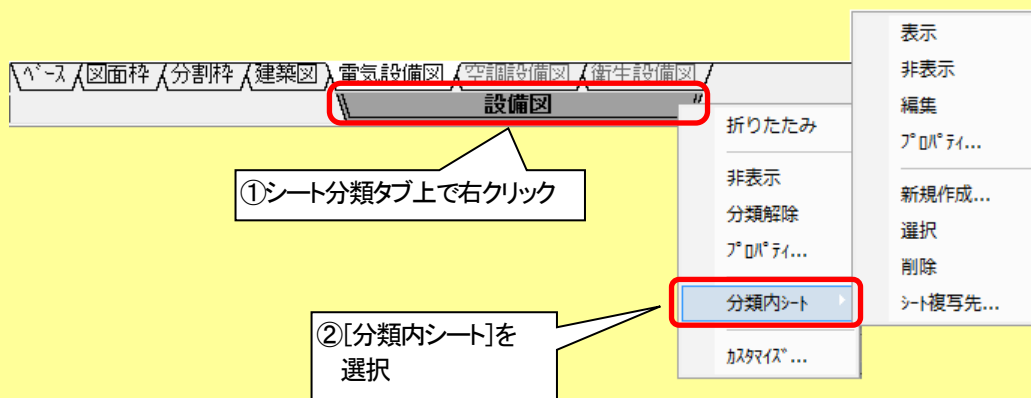 ﾍﾞｰｽ 図面枠 分割枠 建築図 電気設備図 空調設備図 衛生設備図
設備図
①シート分類タブ上で右クリック
②[分類内シート]を
選択
折りたたみ
非表示
分類解除
ﾌﾟﾛﾊﾟﾃｨ...
分類内ｼｰﾄ
ｶｽﾀﾏｲｽﾞ...
表示
非表示
編集
ﾌﾟﾛﾊﾟﾃｨ...
新規作成...
選択
削除
ｼｰﾄ複写先...